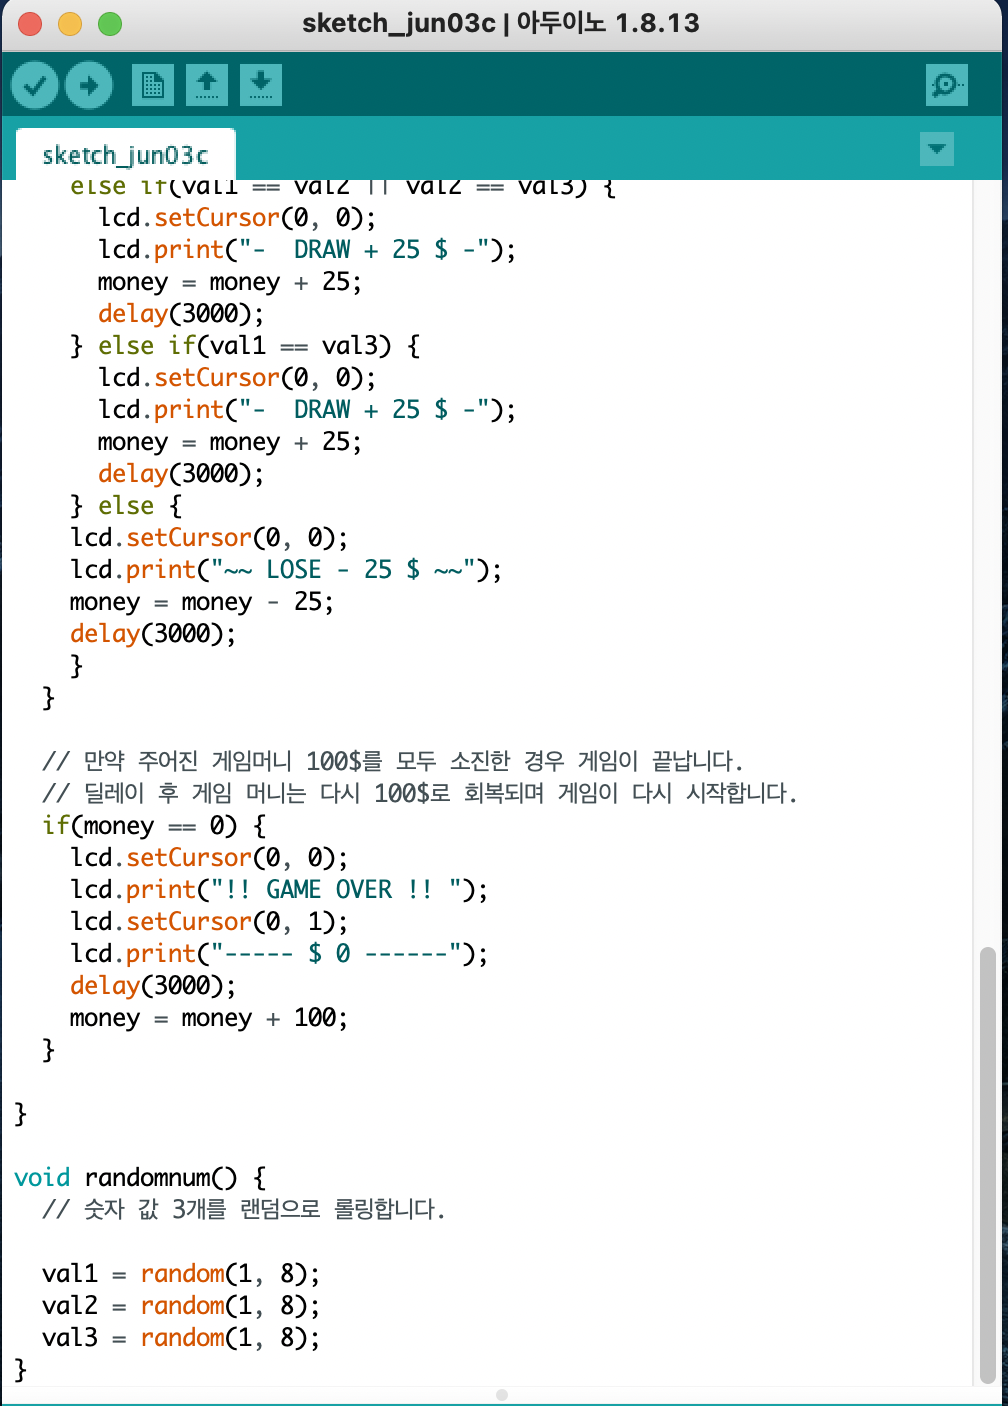 sketch_jun03c | 아두이노 1.8.13
sketch_jun03c
else if(val1 == val2 || val2 == val3) {
lcd.setCursor(0, 0);
lcd.print("-  DRAW + 25 $ -");
money = money + 25;
delay(3000);
} else if(val1 == val3) {
lcd.setCursor(0, 0);
lcd.print("-  DRAW + 25 $ -");
money = money + 25;
delay(3000);
} else {
lcd.setCursor(0, 0);
lcd.print("~~ LOSE - 25 $ ~~");
money = money - 25;
delay(3000);
}
}
// 만약 주어진 게임머니 100$를 모두 소진한 경우 게임이 끝납니다.
// 딜레이 후 게임 머니는 다시 100$로 회복되며 게임이 다시 시작합니다.
if(money == 0) {
lcd.setCursor(0, 0);
lcd.print("!! GAME OVER !! ");
lcd.setCursor(0, 1);
lcd.print("----- $ 0 ------");
delay(3000);
money = money + 100;
}
}
void randomnum() {
// 숫자 값 3개를 랜덤으로 롤링합니다.
val1 = random(1, 8);
val2 = random(1, 8);
val3 = random(1, 8);
}